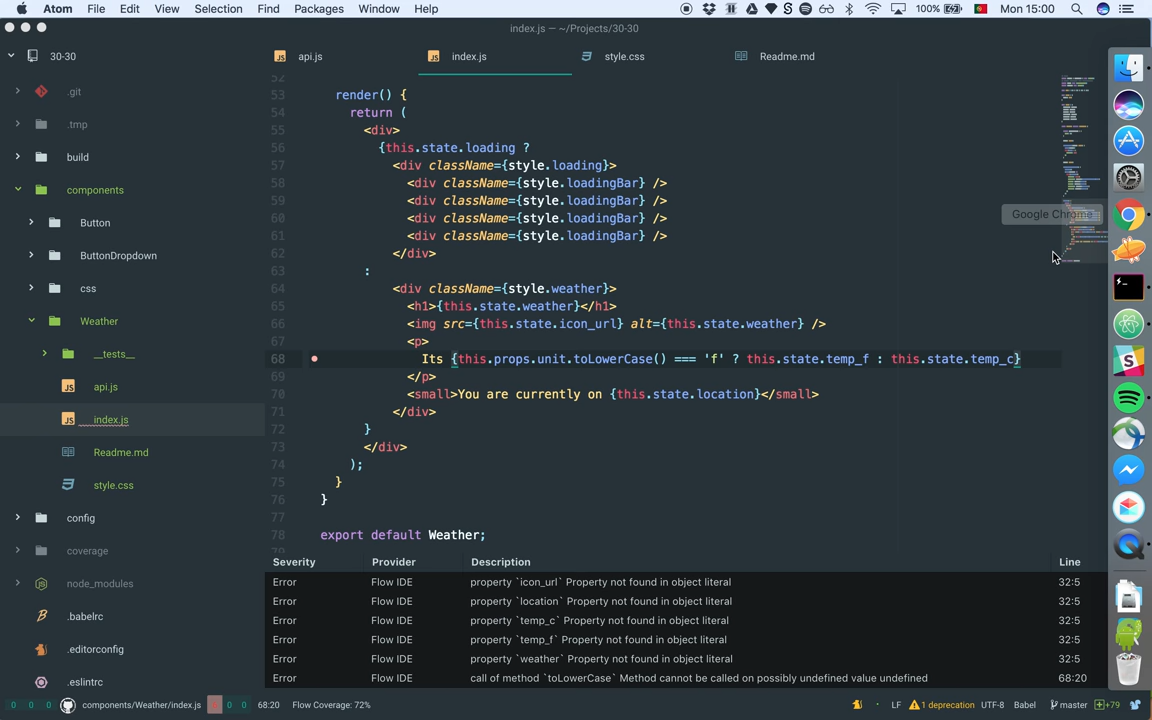 Atom File Edit View Selection Find Packages Window Help 100% Mon 15:00
index.js — ~/Projects/30-30
30-30
api.js index.js style.css Readme.md
.git
.tmp
build
components
Button
ButtonDropdown
css
Weather
__tests__
api.js
index.js
Readme.md
style.css
config
coverage
node_modules
.babelrc
.editorconfig
.eslintrc
52
53 render() {
54 return (
55 <div>
56 {this.state.loading ?
57 <div className={style.loading}>
58 <div className={style.loadingBar} />
59 <div className={style.loadingBar} />
60 <div className={style.loadingBar} />
61 <div className={style.loadingBar} />
62 </div>
63 :
64 <div className={style.weather}>
65 <h1>{this.state.weather}</h1>
66 <img src={this.state.icon_url} alt={this.state.weather} />
67 <p>
68 Its {this.props.unit.toLowerCase() === 'f' ? this.state.temp_f : this.state.temp_c}
69 </p>
70 <small>You are currently on {this.state.location}</small>
71 </div>
72 }
73 </div>
74 );
75 }
76 }
77
78 export default Weather;
Google Chrome
Severity Provider Description Line
Error Flow IDE property `icon_url` Property not found in object literal 32:5
Error Flow IDE property `location` Property not found in object literal 32:5
Error Flow IDE property `temp_c` Property not found in object literal 32:5
Error Flow IDE property `temp_f` Property not found in object literal 32:5
Error Flow IDE property `weather` Property not found in object literal 32:5
Error Flow IDE call of method `toLowerCase` Method cannot be called on possibly undefined value undefined 68:20
0 0 0 components/Weather/index.js 0 0 68:20 Flow Coverage: 72% LF 1 deprecation UTF-8 Babel master +79